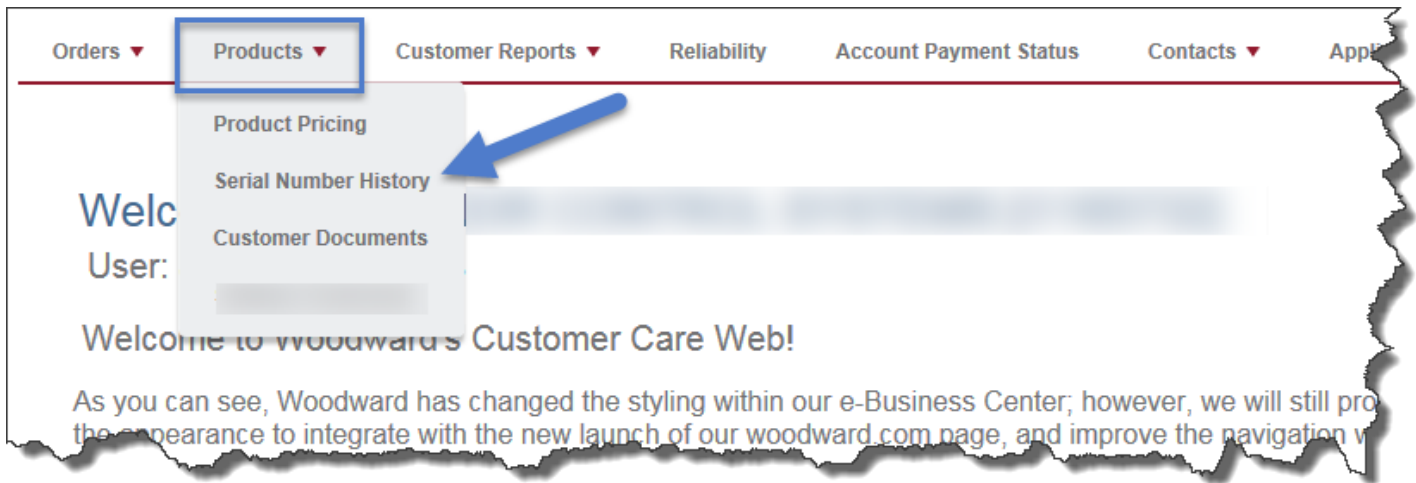 Orders ▼ Products ▼ Customer Reports ▼ Reliability Account Payment Status Contacts ▼
Product Pricing
Serial Number History
Customer Documents
Welc
User:
Welcome to Woodward's Customer Care Web!
As you can see, Woodward has changed the styling within our e-Business Center; however, we will still pro
the appearance to integrate with the new launch of our woodward.com page, and improve the navigation